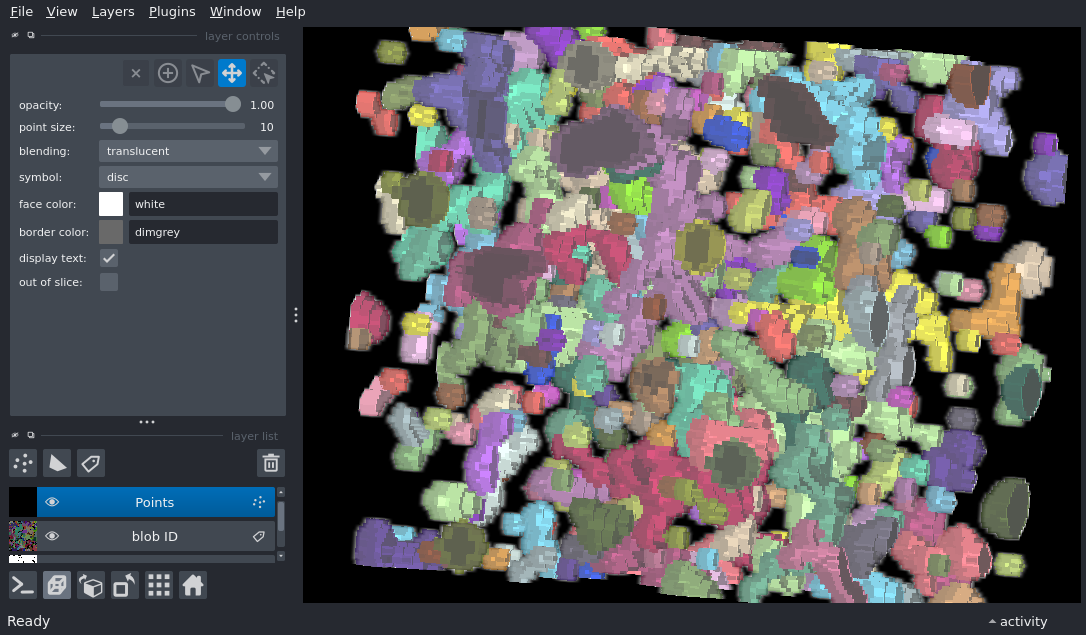 File View Layers Plugins Window Help
layer controls
opacity: 1.00
point size: 10
blending: translucent
symbol: disc
face color: white
border color: dimgrey
display text:
out of slice:
layer list
Points
blob ID
Ready
activity